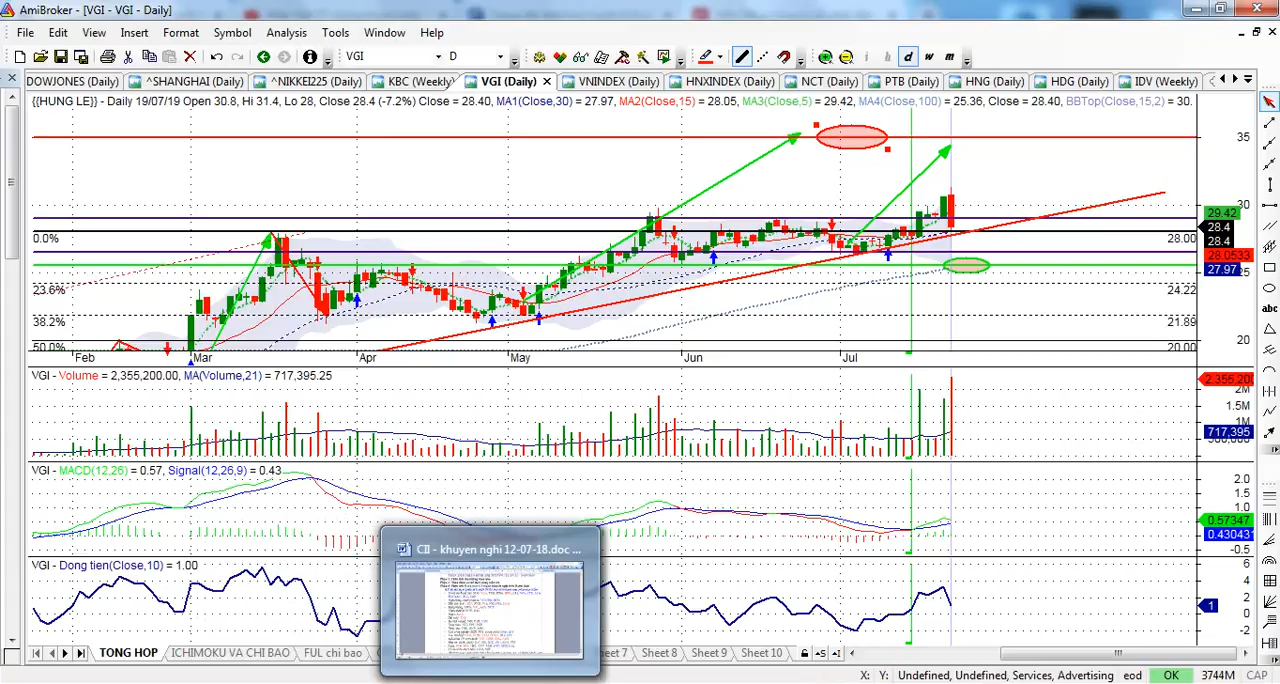 AmiBroker - [VGI - VGI - Daily]
File Edit View Insert Format Symbol Analysis Tools Window Help
VGI D i h d w m
DOWJONES (Daily) ^SHANGHAI (Daily) ^NIKKEI225 (Daily) KBC (Weekly) VGI (Daily) VNINDEX (Daily) HNXINDEX (Daily) NCT (Daily) PTB (Daily) HNG (Daily) HDG (Daily) IDV (Weekly)
{{HUNG LE}} - Daily 19/07/19 Open 30.8, Hi 31.4, Lo 28, Close 28.4 (-7.2%) Close = 28.40, MA1(Close,30) = 27.97, MA2(Close,15) = 28.05, MA3(Close,5) = 29.42, MA4(Close,100) = 25.36, Close = 28.40, BBTop(Close,15,2) = 30.
35
abc
30
29.42
28.4
0.0% 28.00
28.4
28.0533
27.97
25
23.6% 24.22
38.2% 21.89
50.0% 20.00
20
Feb Mar Apr May Jun Jul
VGI - Volume = 2,355,200.00, MA(Volume,21) = 717,395.25
2,355,200
2M
1.5M
1.0M
717,395
VGI - MACD(12,26) = 0.57, Signal(12,26,9) = 0.43
2.0
1.5
1.0
0.57347
0.43043
-0.5
CII - khuyen nghi 12-07-18.doc ...
VGI - Dong tien(Close,10) = 1.00
6
4
2
1
0
-2
TONG HOP ICHIMOKU VA CHI BAO FUL chi bao Sheet 7 Sheet 8 Sheet 9 Sheet 10
X: Y: Undefined, Undefined, Services, Advertising eod OK 3744M CAP